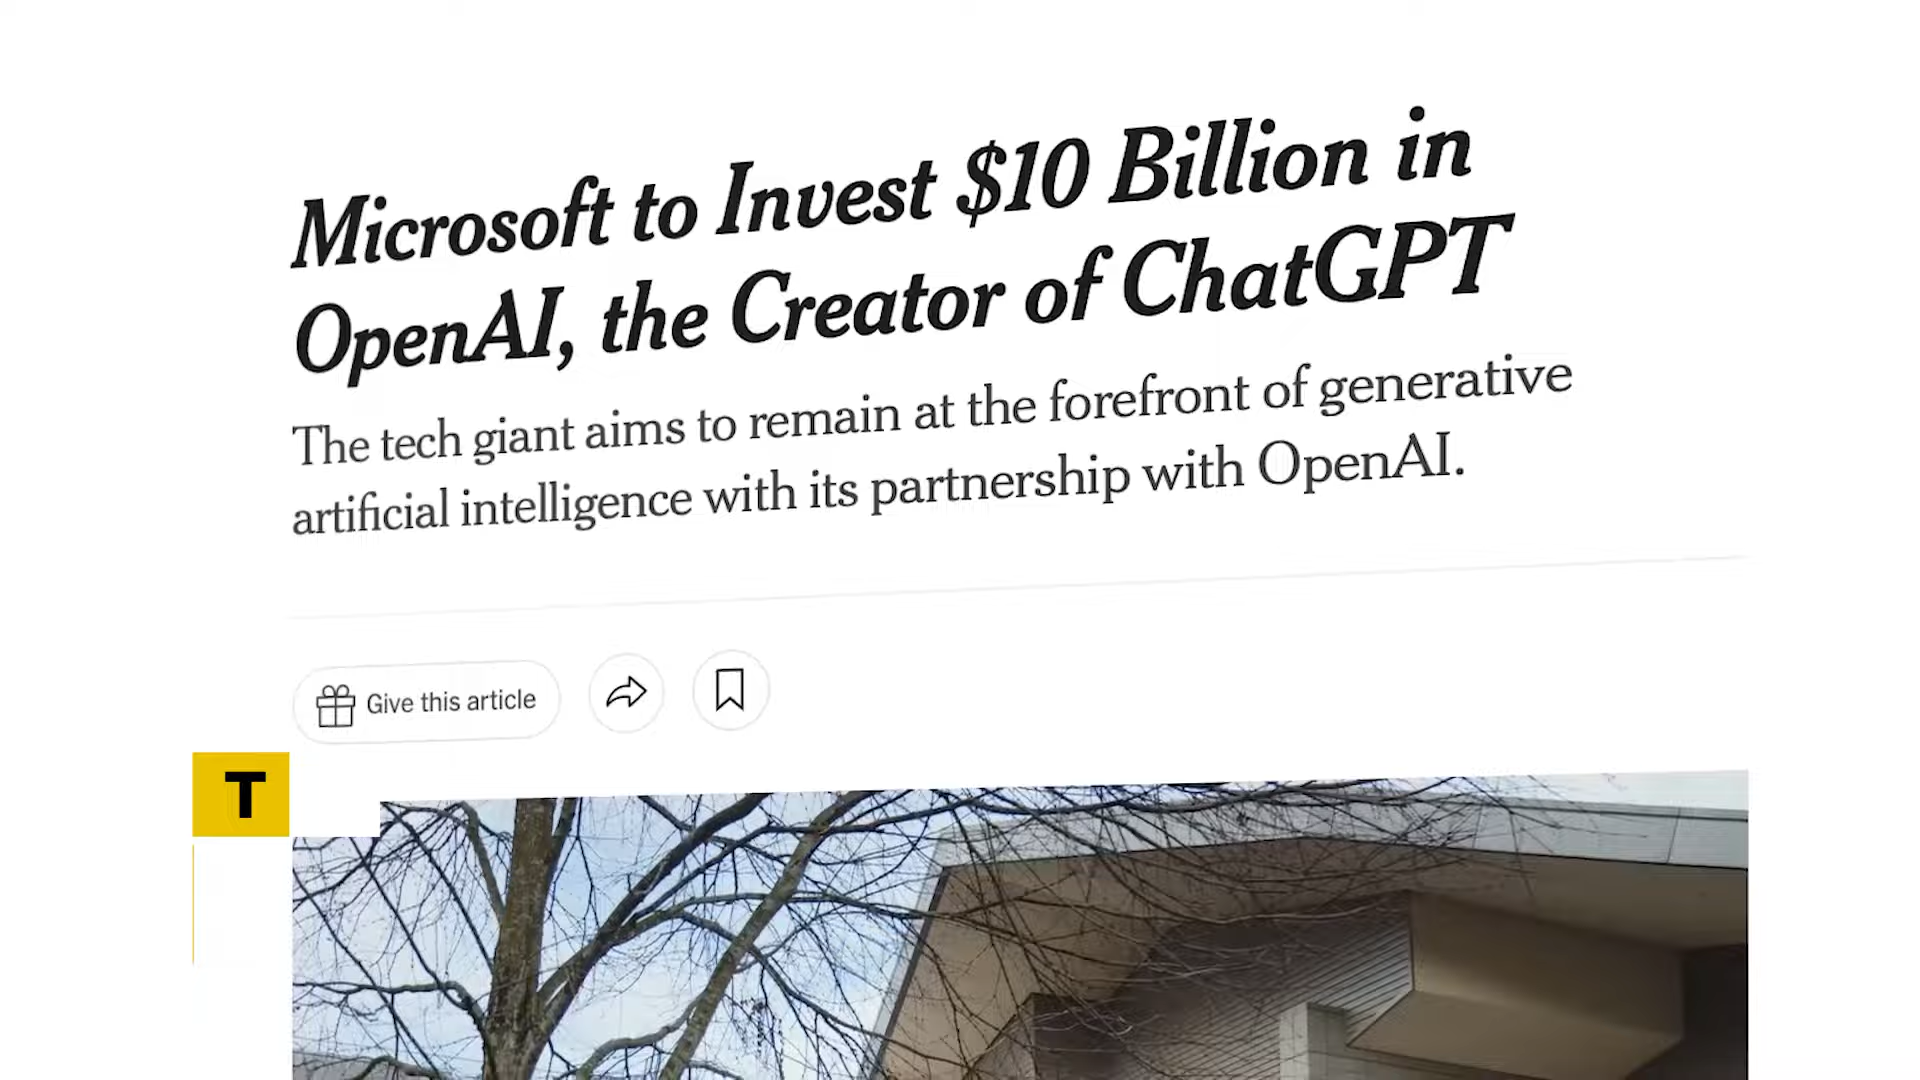 Microsoft to Invest $10 Billion in
OpenAI, the Creator of ChatGPT
The tech giant aims to remain at the forefront of generative
artificial intelligence with its partnership with OpenAI.
Give this article
T